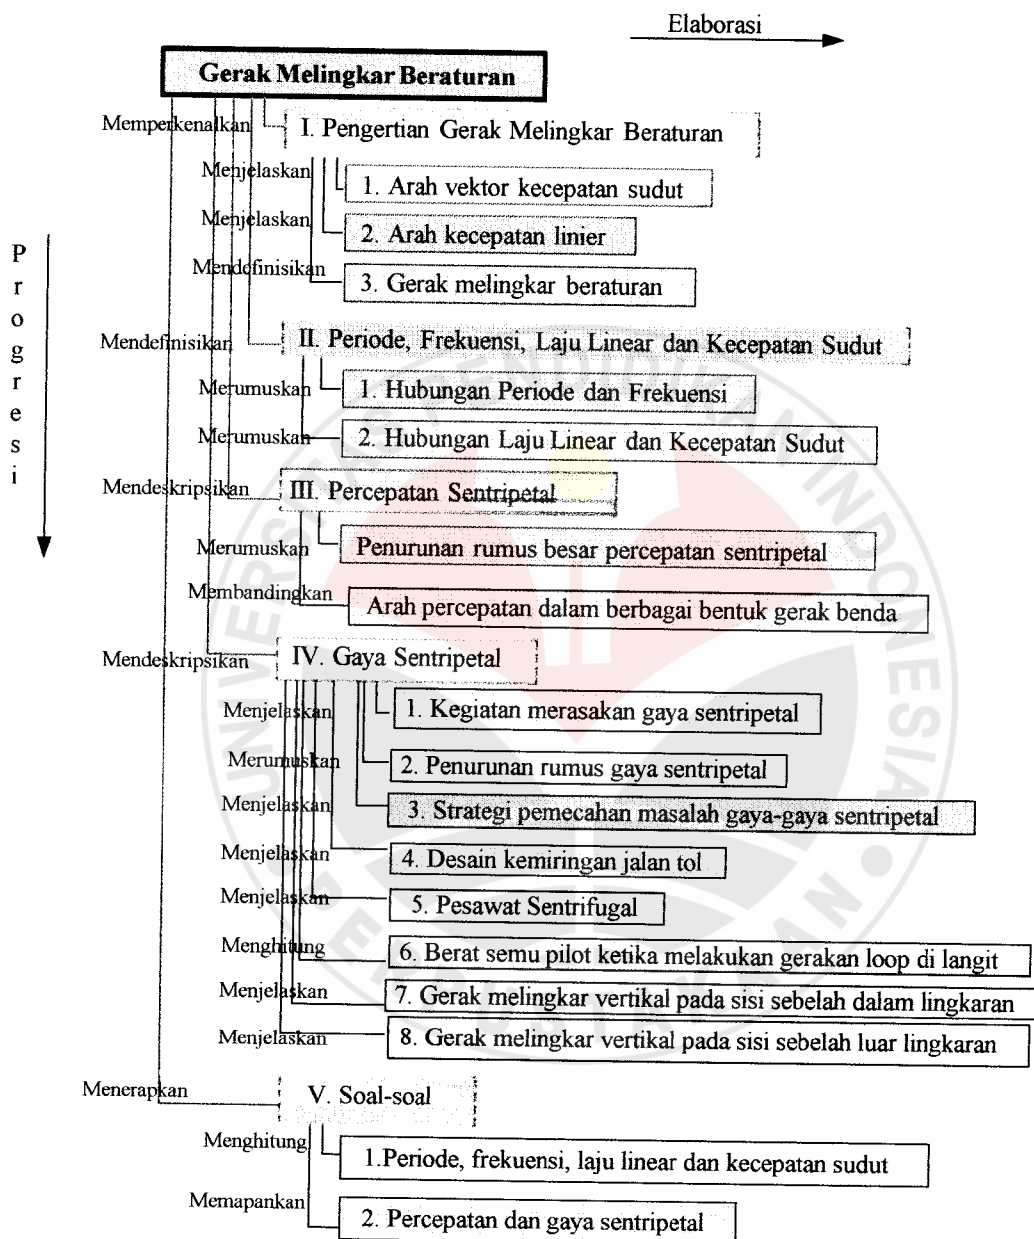 Elaborasi
Gerak Melingkar Beraturan
Memperkenalkan
I. Pengertian Gerak Melingkar Beraturan
Menjelaskan
1. Arah vektor kecepatan sudut
Menjelaskan
2. Arah kecepatan linier
Mendefinisikan
3. Gerak melingkar beraturan
Progresi
Mendefinisikan
II. Periode, Frekuensi, Laju Linear dan Kecepatan Sudut
Merumuskan
1. Hubungan Periode dan Frekuensi
Merumuskan
2. Hubungan Laju Linear dan Kecepatan Sudut
Mendeskripsikan
III. Percepatan Sentripetal
Merumuskan
Penurunan rumus besar percepatan sentripetal
Membandingkan
Arah percepatan dalam berbagai bentuk gerak benda
Mendeskripsikan
IV. Gaya Sentripetal
Menjelaskan
1. Kegiatan merasakan gaya sentripetal
Merumuskan
2. Penurunan rumus gaya sentripetal
Menjelaskan
3. Strategi pemecahan masalah gaya-gaya sentripetal
Menjelaskan
4. Desain kemiringan jalan tol
Menjelaskan
5. Pesawat Sentrifugal
Menghitung
6. Berat semu pilot ketika melakukan gerakan loop di langit
Menjelaskan
7. Gerak melingkar vertikal pada sisi sebelah dalam lingkaran
Menjelaskan
8. Gerak melingkar vertikal pada sisi sebelah luar lingkaran
Menerapkan
V. Soal-soal
Menghitung
1.Periode, frekuensi, laju linear dan kecepatan sudut
Memapankan
2. Percepatan dan gaya sentripetal
UNIVERSITAS PENDIDIKAN INDONESIA
PERPUSTAKAAN